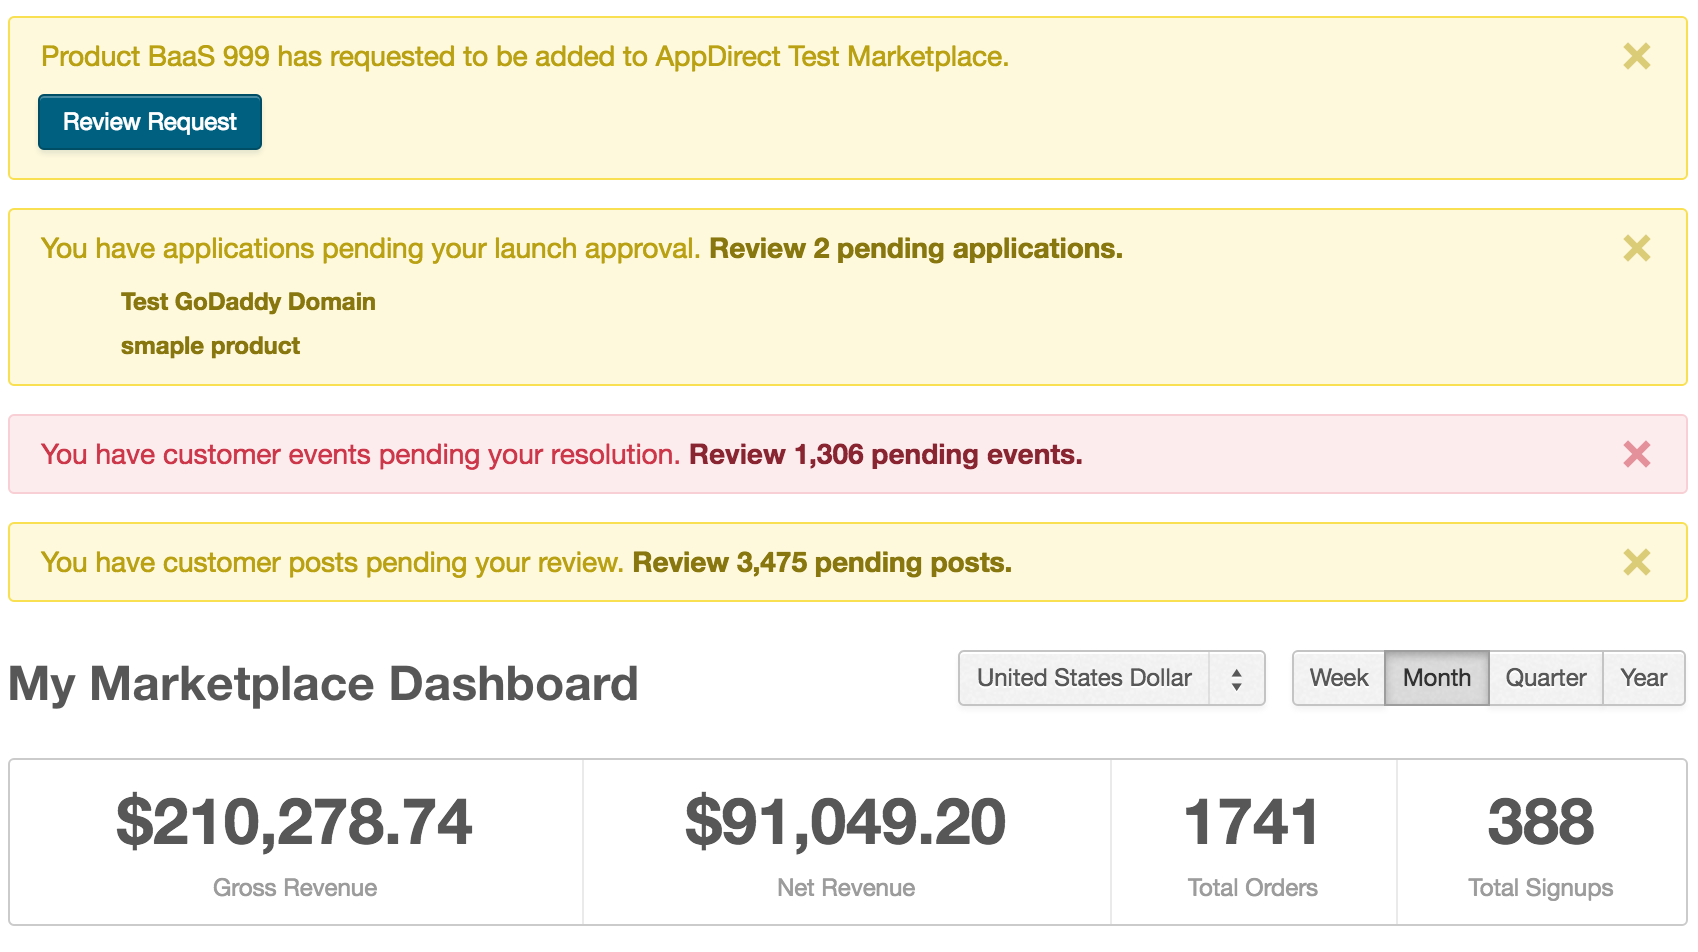 Product BaaS 999 has requested to be added to AppDirect Test Marketplace.
Review Request
You have applications pending your launch approval. Review 2 pending applications.
Test GoDaddy Domain
smaple product
You have customer events pending your resolution. Review 1,306 pending events.
You have customer posts pending your review. Review 3,475 pending posts.
My Marketplace Dashboard
United States Dollar
Week Month Quarter Year
$210,278.74 $91,049.20 1741 388
Gross Revenue Net Revenue Total Orders Total Signups